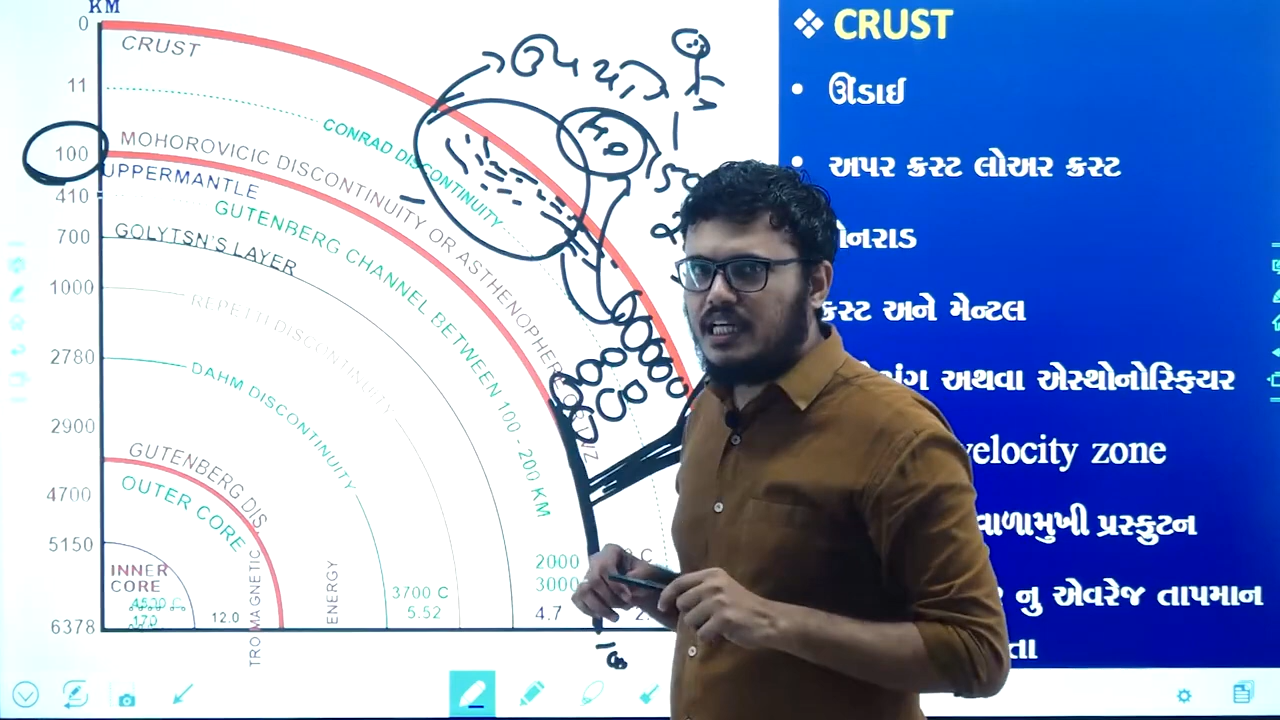 KM
0
CRUST
11
CONRAD DISCONTINUITY
100
MOHOROVICIC DISCONTINUITY OR ASTHENOPHERE
UPPERMANTLE
410
GUTENBERG CHANNEL BETWEEN 100 - 200 KM
700
GOLYTSN'S LAYER
1000
REPETTI DISCONTINUITY
2780
DAHM DISCONTINUITY
2900
GUTENBERG DIS
OUTER CORE
4700
5150
INNER
CORE
4500 C
170
12.0
MAGNETIC
ENERGY
3700 C
5.52
2000
3000
4.7
6378
❖ CRUST
• ઊંડાઈ
• અપર ક્રસ્ટ લોઅર ક્રસ્ટ
અને મેન્ટલ
અથવા એસ્થોનોસ્ફિયર
velocity zone
પ્રસ્ફુટન
નુ એવરેજ તાપમાન